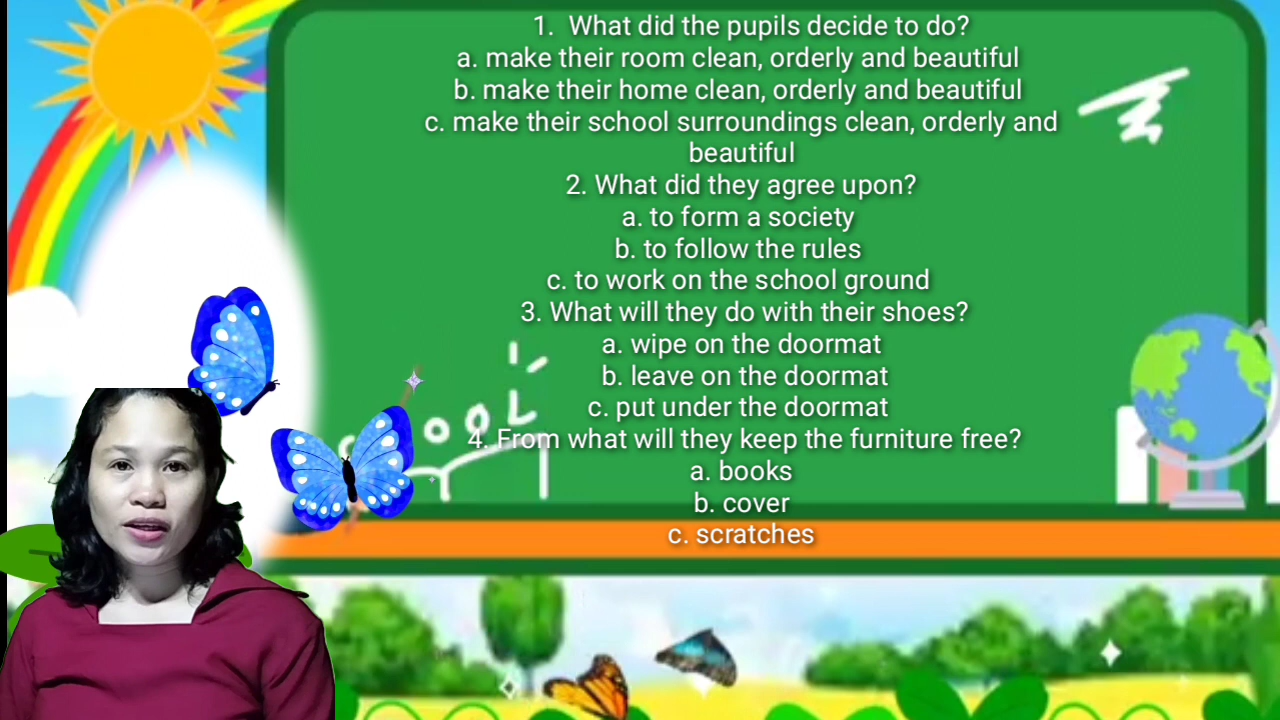 1. What did the pupils decide to do?
a. make their room clean, orderly and beautiful
b. make their home clean, orderly and beautiful
c. make their school surroundings clean, orderly and
beautiful
2. What did they agree upon?
a. to form a society
b. to follow the rules
c. to work on the school ground
3. What will they do with their shoes?
a. wipe on the doormat
b. leave on the doormat
c. put under the doormat
4. From what will they keep the furniture free?
a. books
b. cover
c. scratches